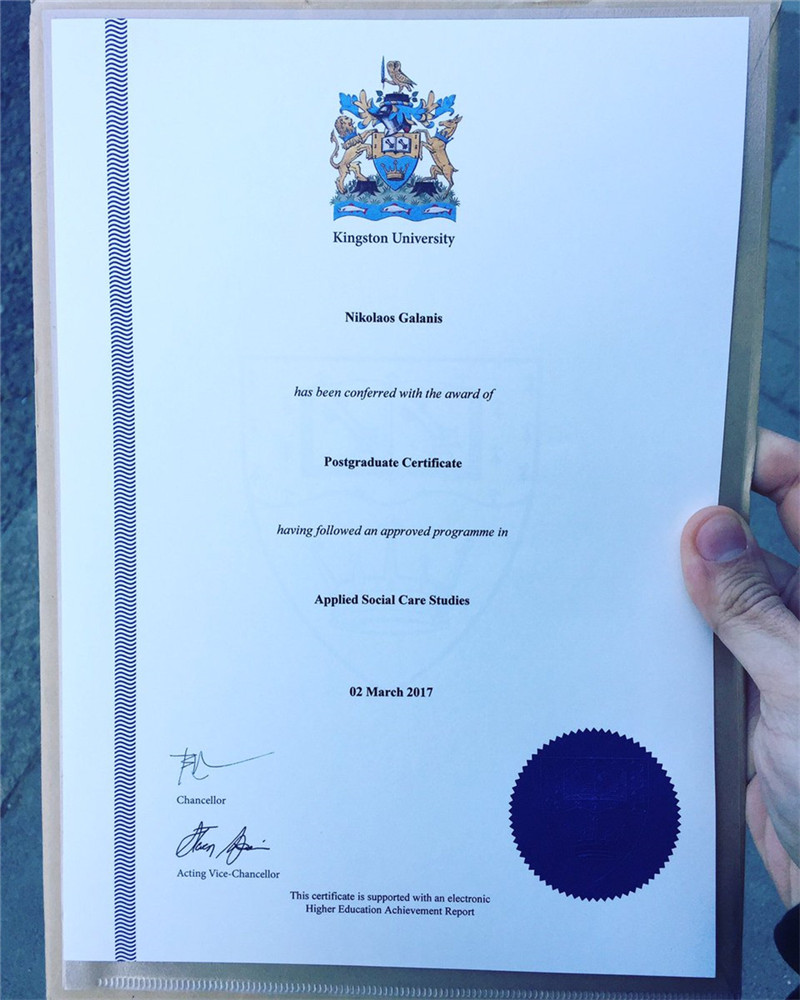 Kingston University
Nikolaos Galanis
has been conferred with the award of
Postgraduate Certificate
having followed an approved programme in
Applied Social Care Studies
02 March 2017
Chancellor
Acting Vice-Chancellor
This certificate is supported with an electronic
Higher Education Achievement Report